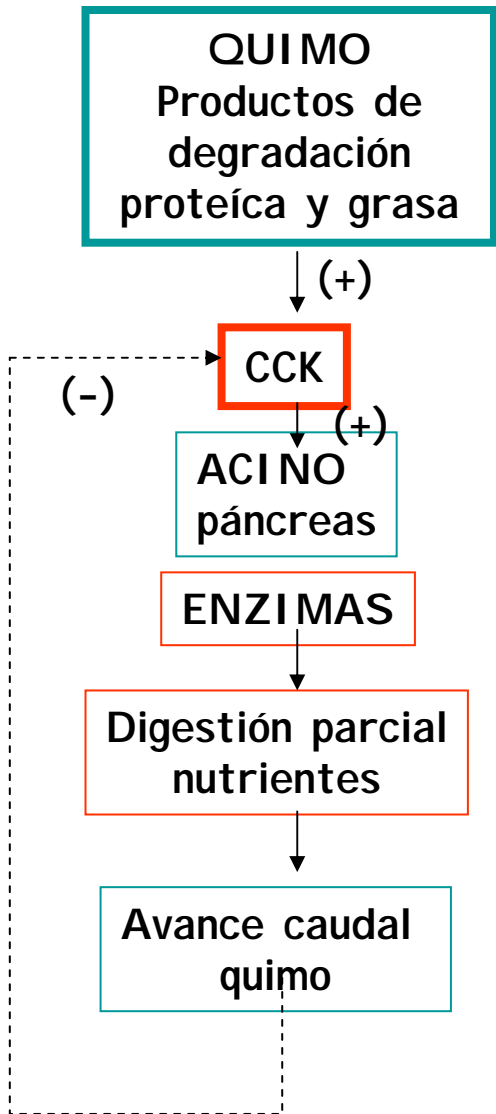 QUIMO
Productos de
degradación
proteíca y grasa
(+)
CCK
(-)
(+)
ACINO
páncreas
ENZIMAS
Digestión parcial
nutrientes
Avance caudal
quimo